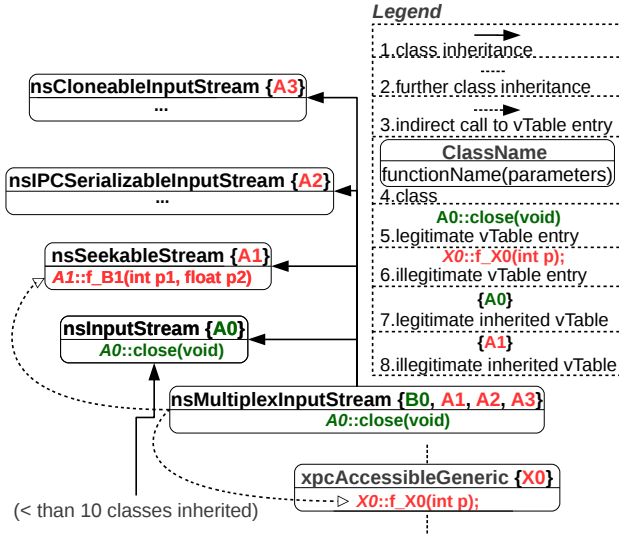 Legend
1.class inheritance
2.further class inheritance
3.indirect call to vTable entry
ClassName
functionName(parameters)
4.class
A0::close(void)
5.legitimate vTable entry
X0::f_X0(int p);
6.illegitimate vTable entry
{A0}
7.legitimate inherited vTable
{A1}
8.illegitimate inherited vTable
nsCloneableInputStream {A3}
...
nsIPCSerializableInputStream {A2}
...
nsSeekableStream {A1}
A1::f_B1(int p1, float p2)
nsInputStream {A0}
A0::close(void)
nsMultiplexInputStream {B0, A1, A2, A3}
A0::close(void)
xpcAccessibleGeneric {X0}
X0::f_X0(int p);
(< than 10 classes inherited)